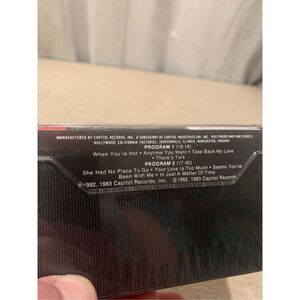 MANUFACTURED BY CAPITOL RECORDS, INC., A SUBSIDIARY OF CAPITOL INDUSTRIES-EMI, INC. HOLLYWOOD AND VINE STREETS,
HOLLYWOOD, CALIFORNIA. FACTORIES: JACKSONVILLE, ILLINOIS, WINCHESTER, VIRGINIA
PROGRAM 1 (18:16)
When You're Hot • Anytime You Want • Take Back My Love
• There's Talk
PROGRAM 2 (17:40)
She Had No Place To Go • Your Love Is Too Much • Seems You've
Been With Me • In Just A Matter Of Time
℗1982, 1983 Capitol Records, Inc. ©1982, 1983 Capitol Records, Inc.